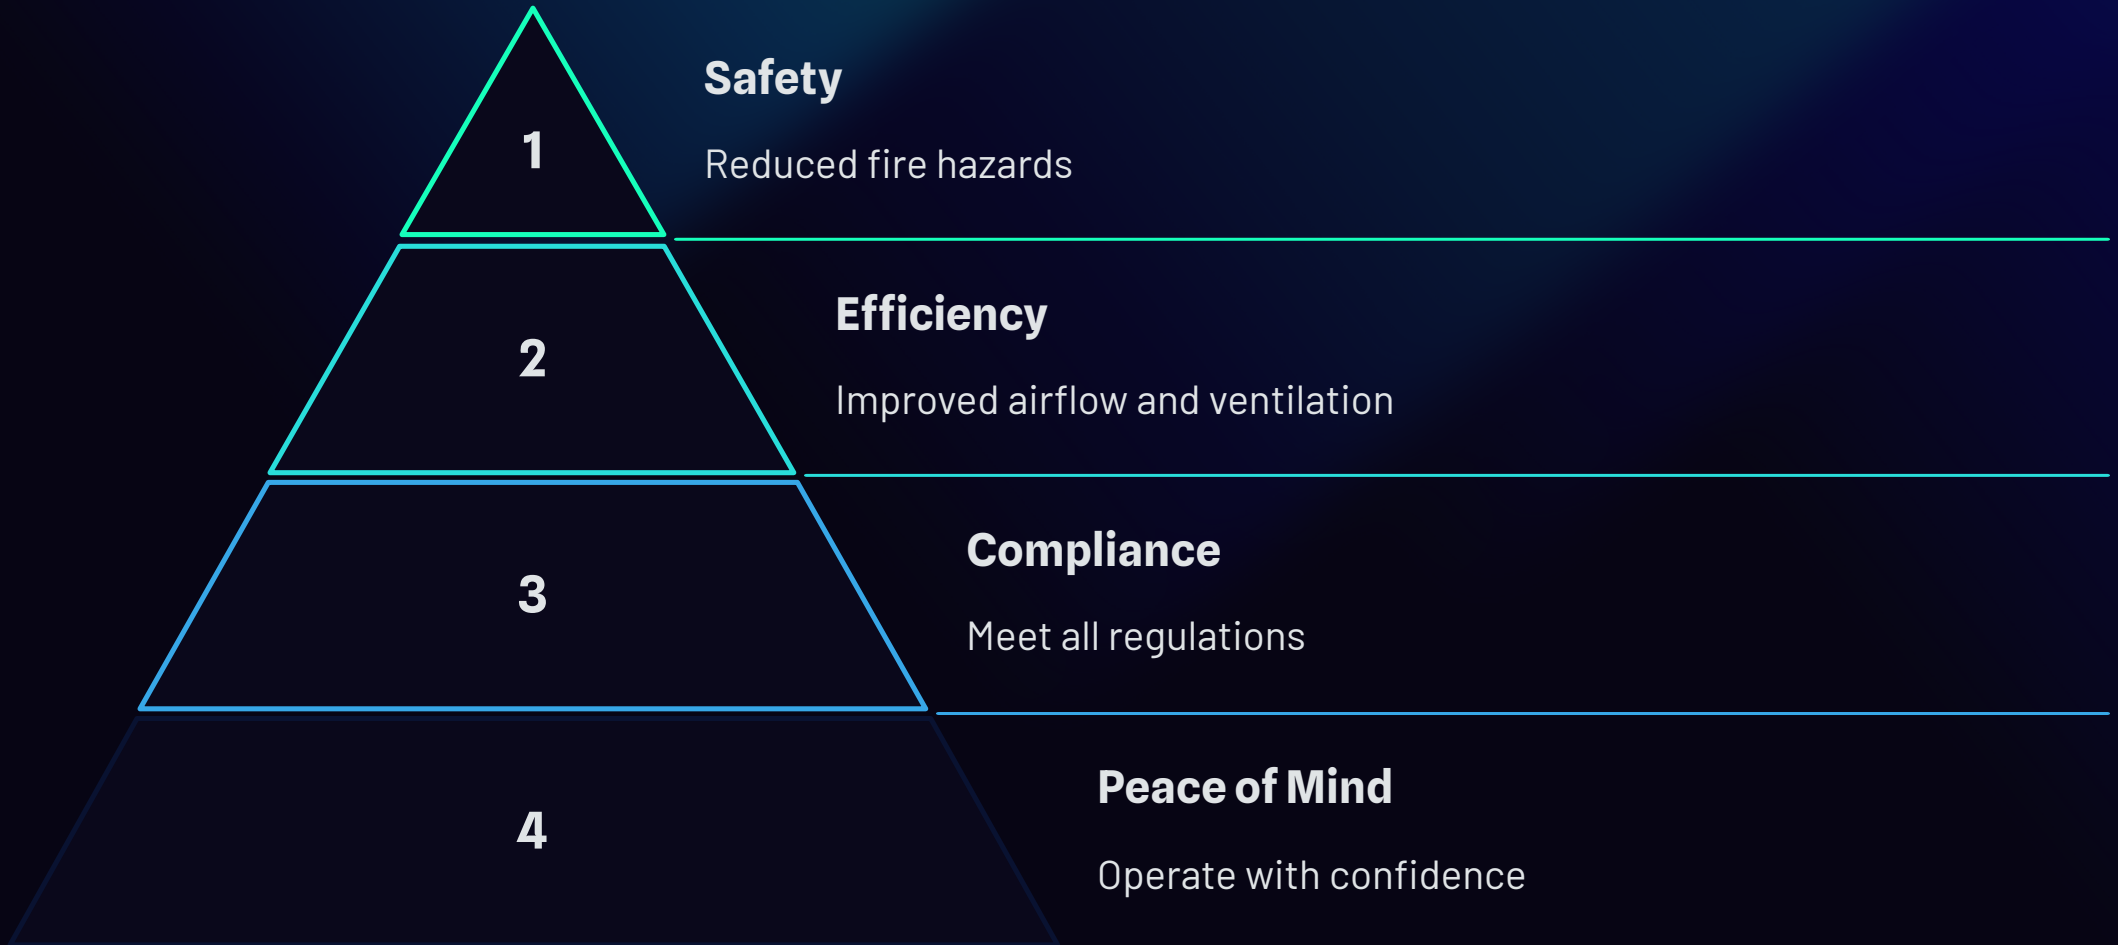 1
Safety
Reduced fire hazards
2
Efficiency
Improved airflow and ventilation
3
Compliance
Meet all regulations
4
Peace of Mind
Operate with confidence